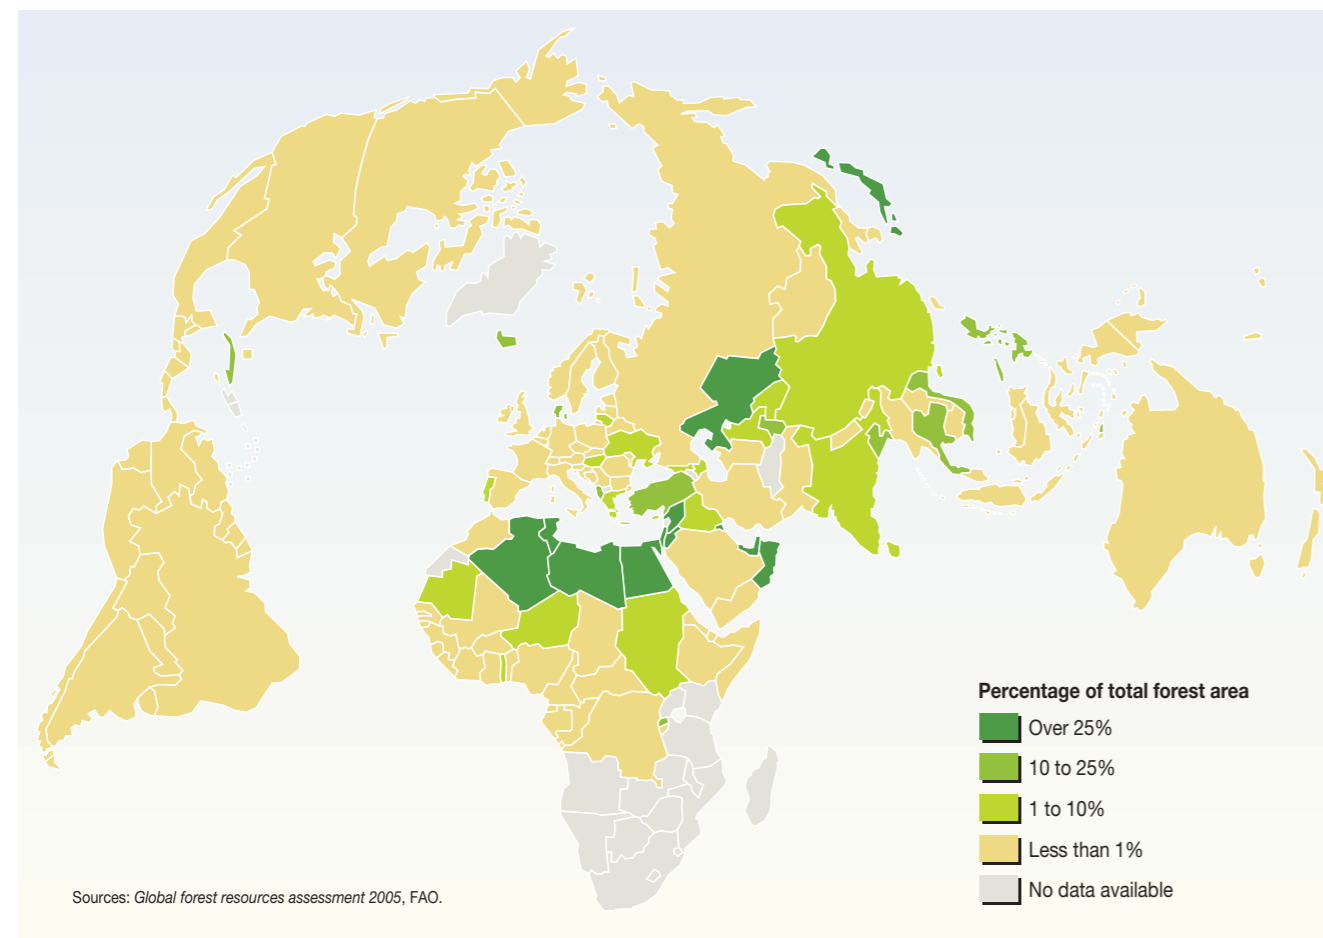 Percentage of total forest area
Over 25%
10 to 25%
1 to 10%
Less than 1%
No data available
Sources: Global forest resources assessment 2005, FAO.